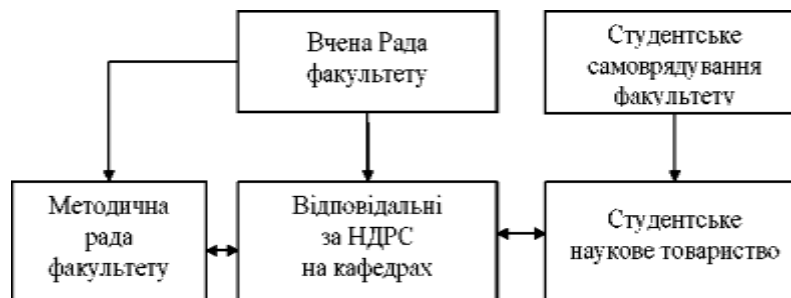 Вчена Рада
факультету
Студентське
самоврядування
факультету
Методична
рада
факультету
Відповідальні
за НДРС
на кафедрах
Студентське
наукове товариство